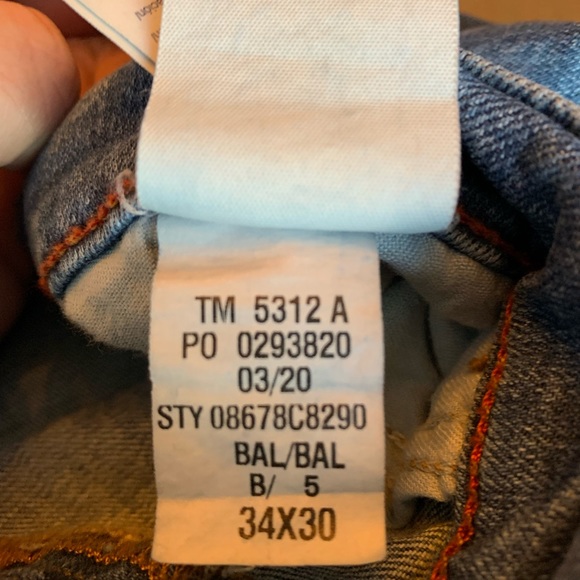 TM 5312 A
PO 0293820
03/20
STY 08678C8290
BAL/BAL
B/ 5
34X30